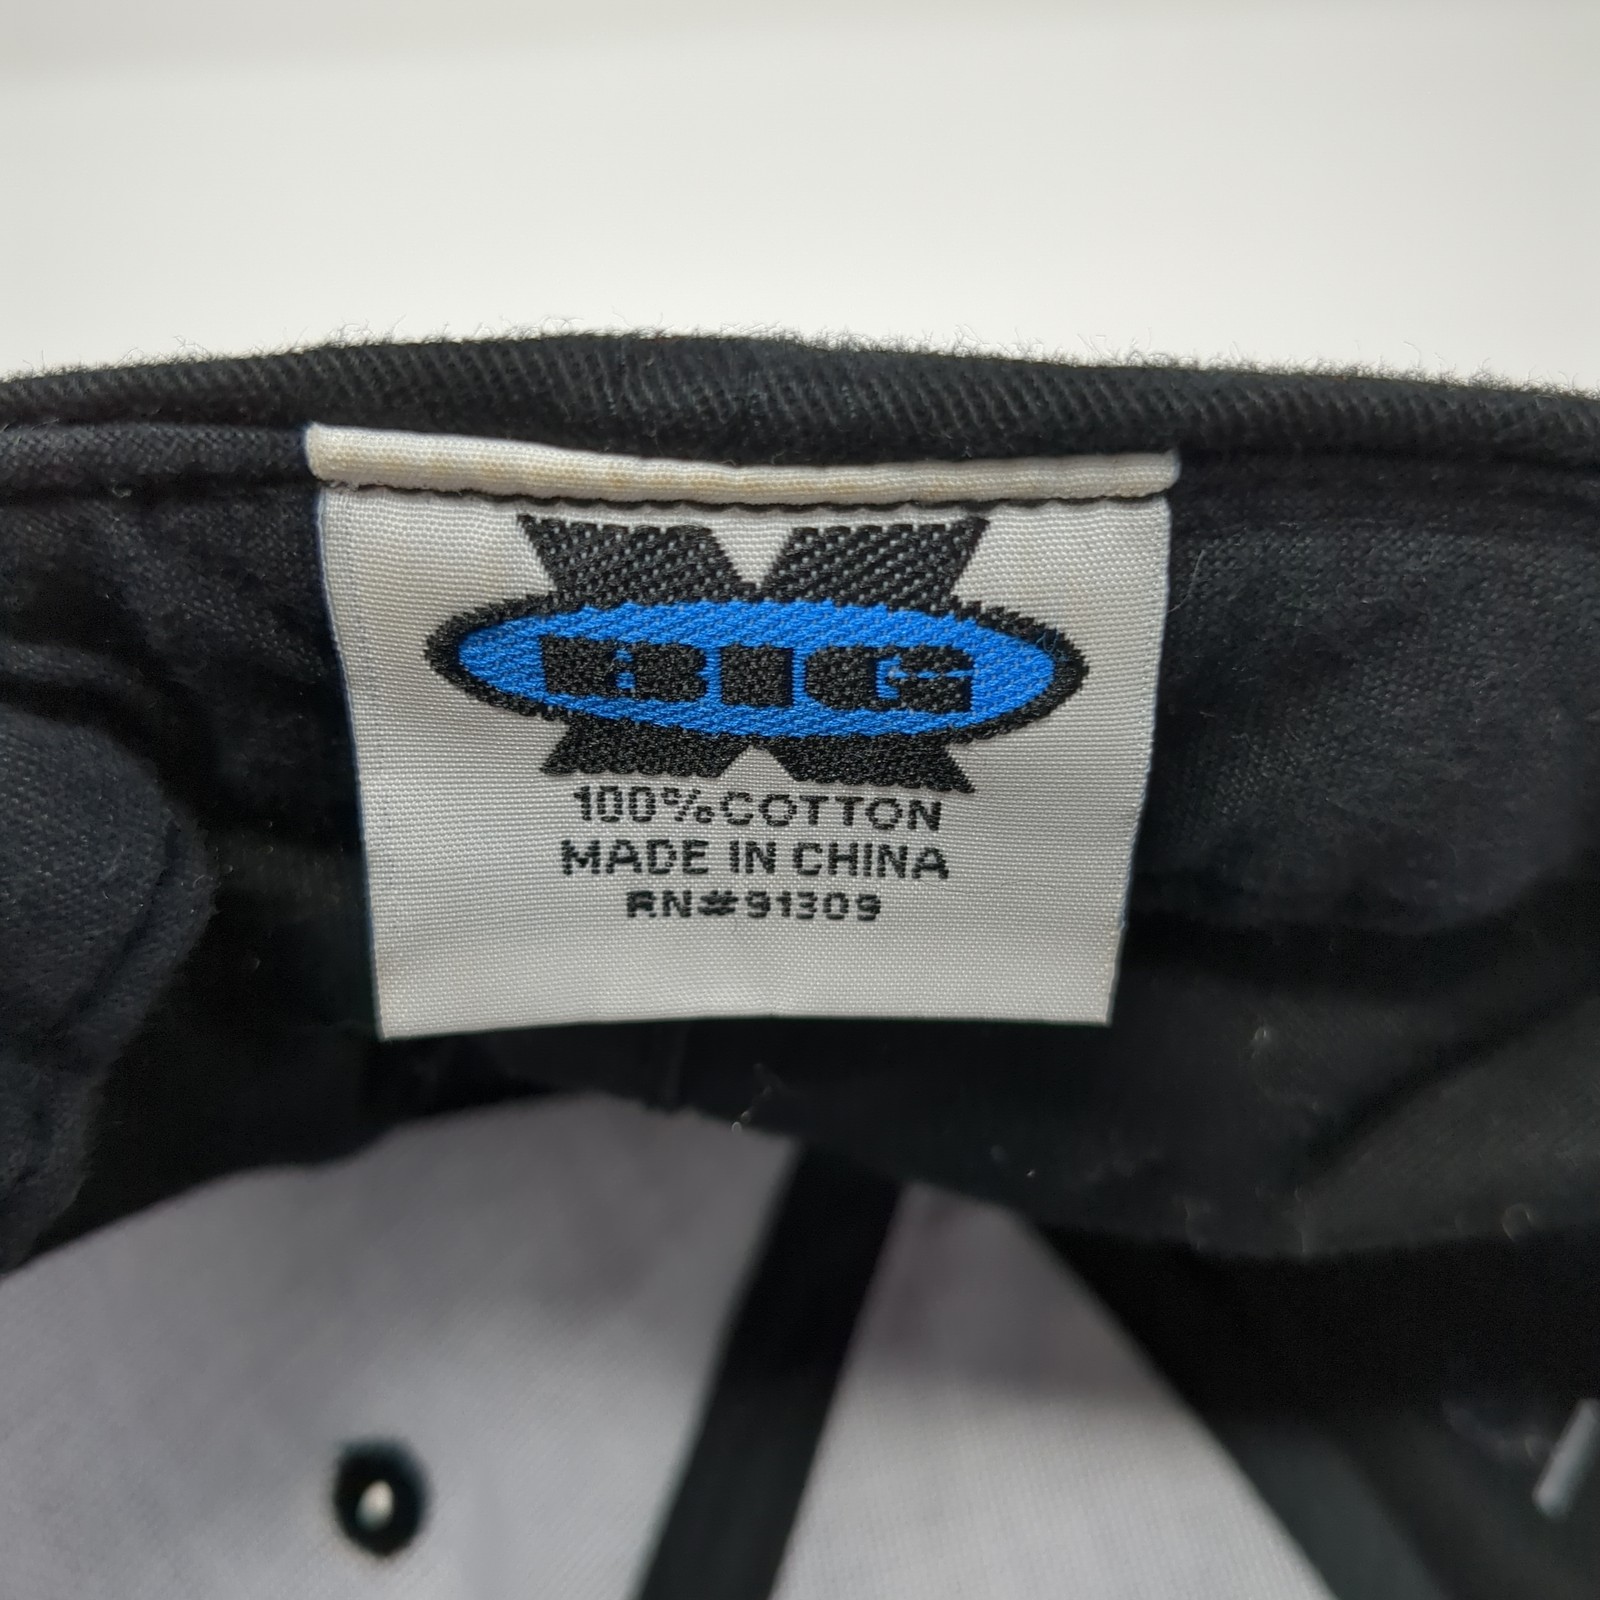 X
BIG
100% COTTON
MADE IN CHINA
RN#91309